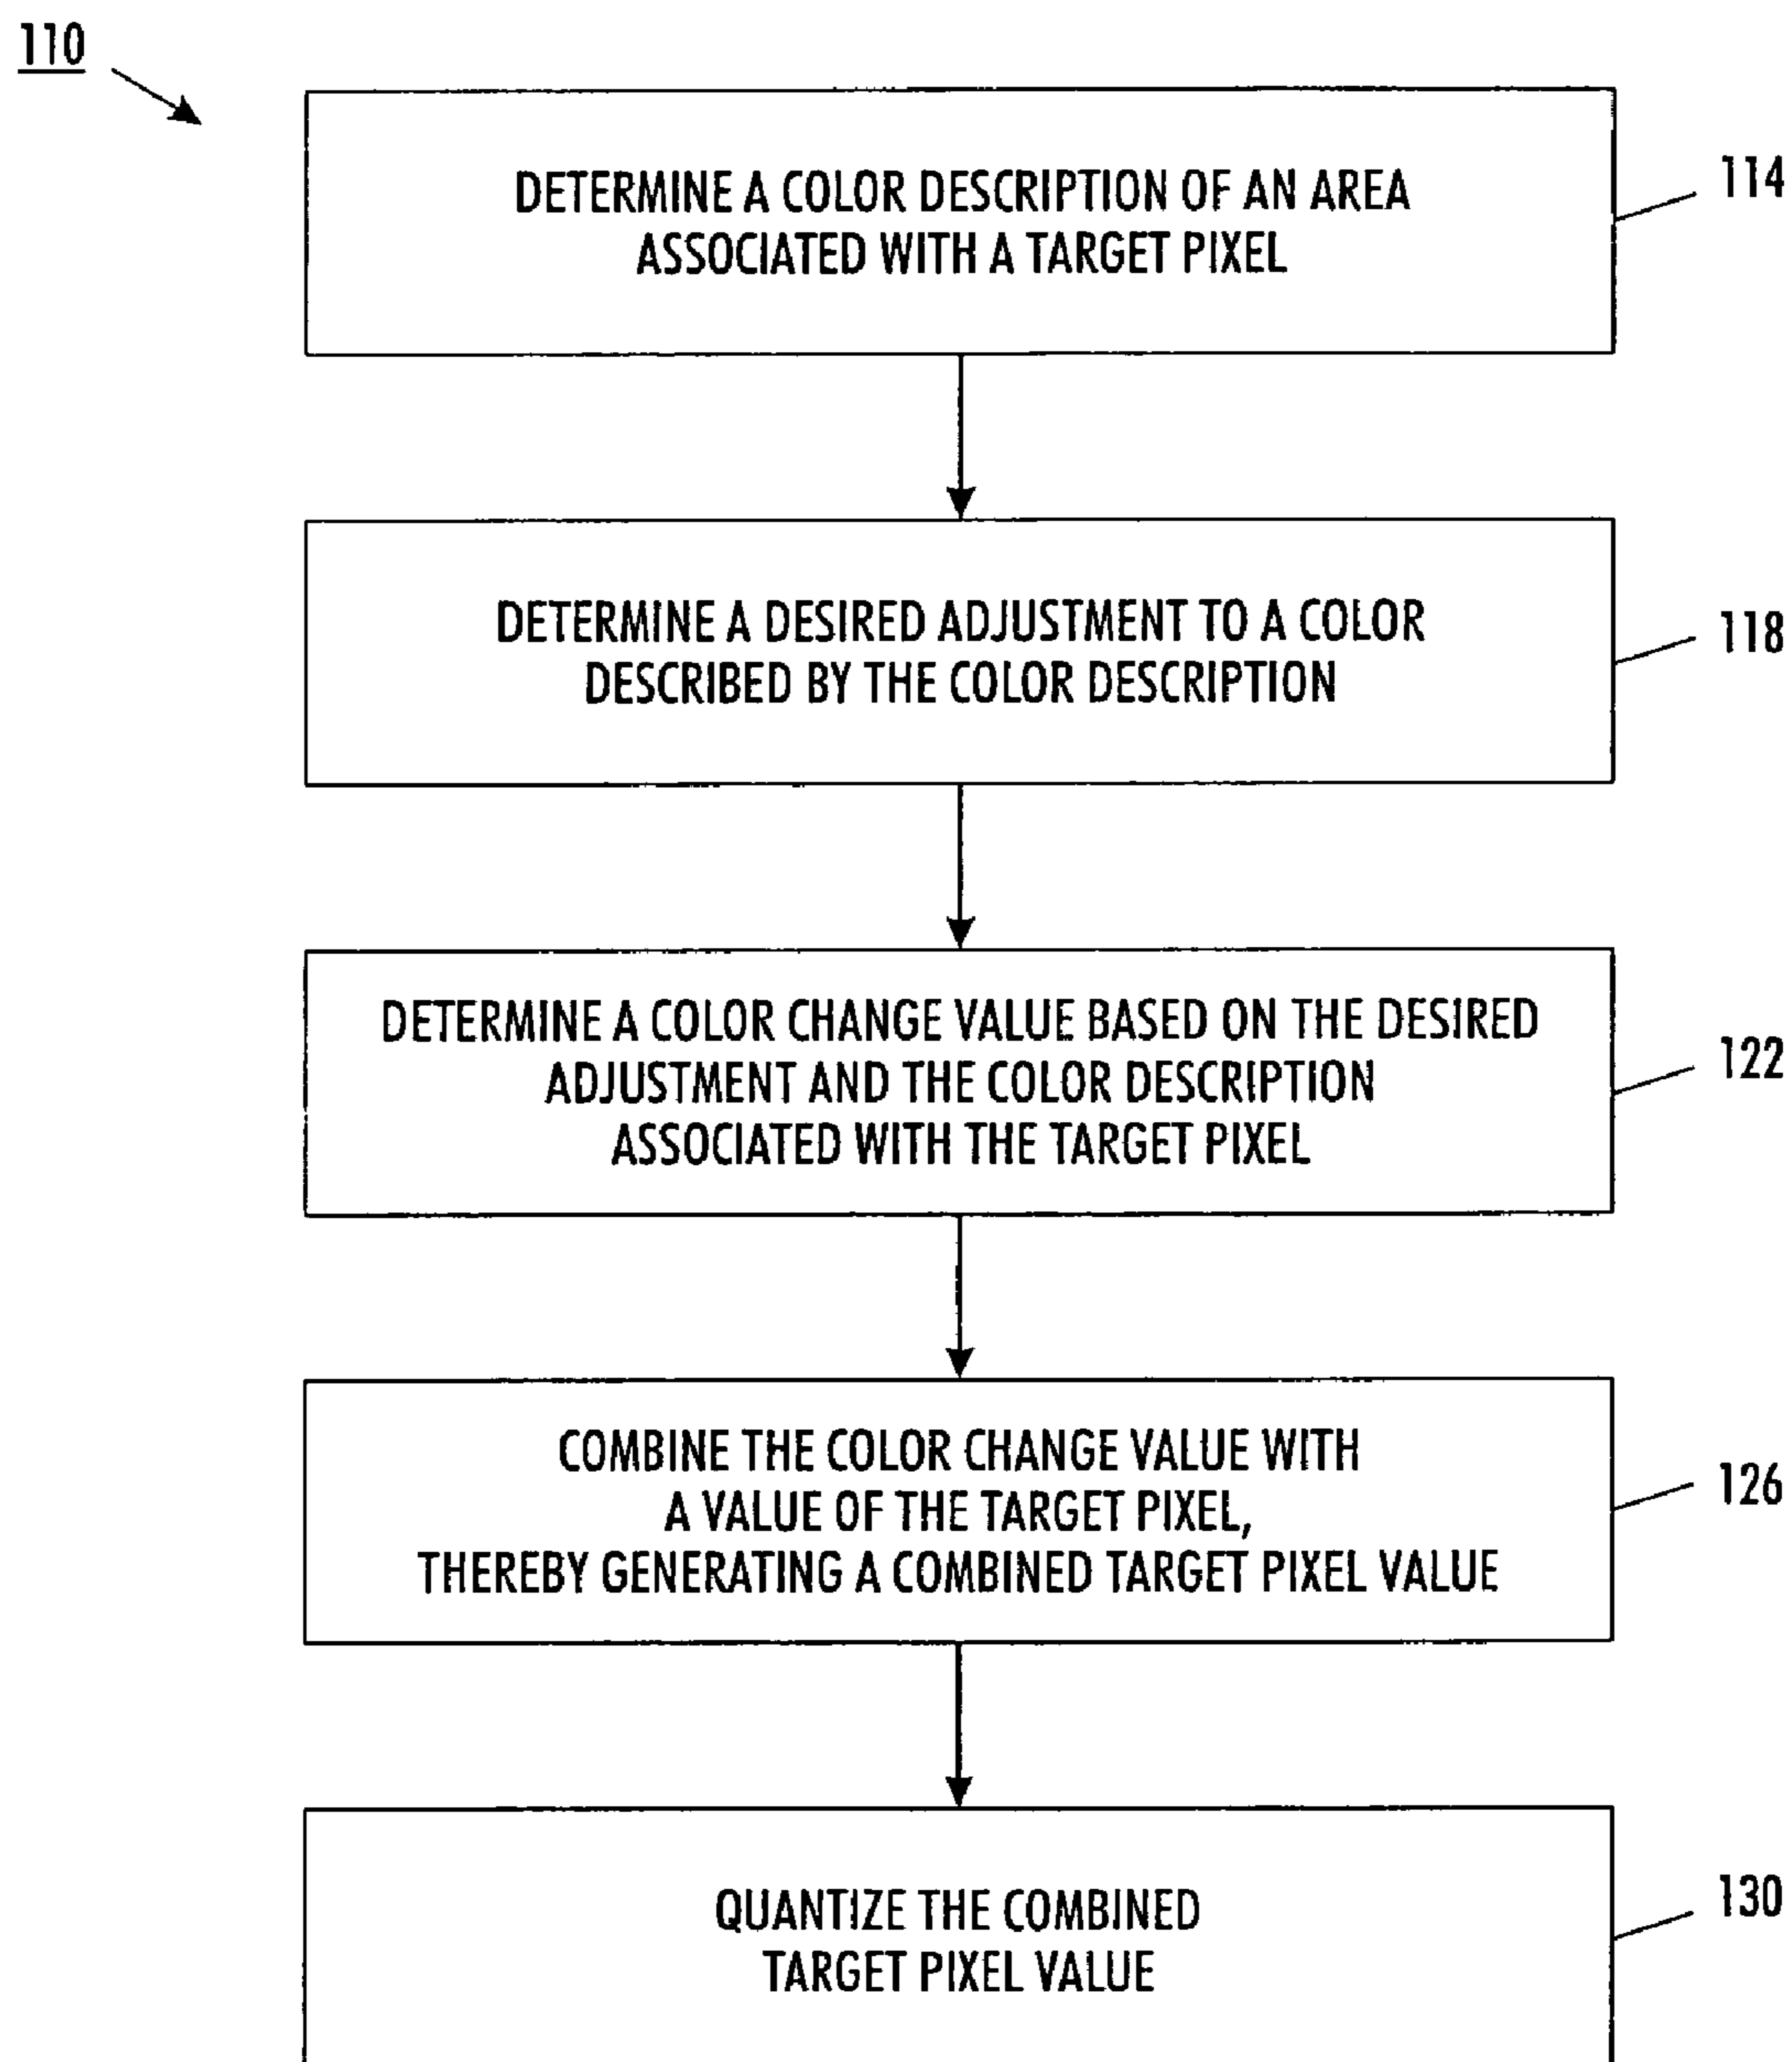 110
DETERMINE A COLOR DESCRIPTION OF AN AREA
ASSOCIATED WITH A TARGET PIXEL
114
DETERMINE A DESIRED ADJUSTMENT TO A COLOR
DESCRIBED BY THE COLOR DESCRIPTION
118
DETERMINE A COLOR CHANGE VALUE BASED ON THE DESIRED
ADJUSTMENT AND THE COLOR DESCRIPTION
ASSOCIATED WITH THE TARGET PIXEL
122
COMBINE THE COLOR CHANGE VALUE WITH
A VALUE OF THE TARGET PIXEL,
THEREBY GENERATING A COMBINED TARGET PIXEL VALUE
126
QUANTIZE THE COMBINED
TARGET PIXEL VALUE
130